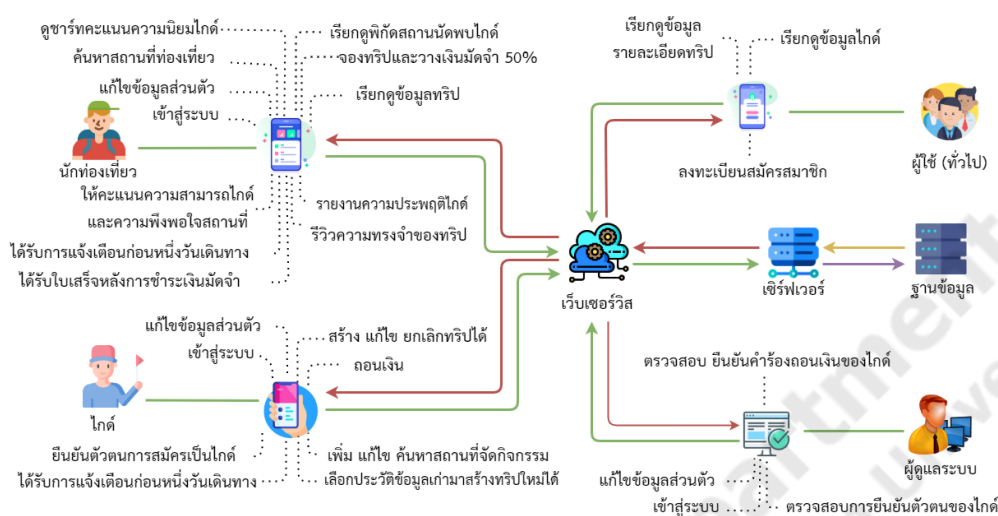 ดูชาร์ทคะแนนความนิยมไกด์
ค้นหาสถานที่ท่องเที่ยว
แก้ไขข้อมูลส่วนตัว
เข้าสู่ระบบ
เรียกดูพิกัดสถานนัดพบไกด์
จองทริปและวางเงินมัดจำ 50%
เรียกดูข้อมูลทริป
นักท่องเที่ยว
ให้คะแนนความสามารถไกด์
และความพึงพอใจสถานที่
ได้รับการแจ้งเตือนก่อนหนึ่งวันเดินทาง
ได้รับใบเสร็จหลังการชำระเงินมัดจำ
รายงานความประพฤติไกด์
รีวิวความทรงจำของทริป
แก้ไขข้อมูลส่วนตัว
เข้าสู่ระบบ
สร้าง แก้ไข ยกเลิกทริปได้
ถอนเงิน
ไกด์
ยืนยันตัวตนการสมัครเป็นไกด์
ได้รับการแจ้งเตือนก่อนหนึ่งวันเดินทาง
เพิ่ม แก้ไข ค้นหาสถานที่จัดกิจกรรม
เลือกประวัติข้อมูลเก่ามาสร้างทริปใหม่ได้
เรียกดูข้อมูล
รายละเอียดทริป
เรียกดูข้อมูลไกด์
ผู้ใช้ (ทั่วไป)
ลงทะเบียนสมัครสมาชิก
เว็บเซอร์วิส
เซิร์ฟเวอร์
ฐานข้อมูล
ตรวจสอบ ยืนยันคำร้องถอนเงินของไกด์
ผู้ดูแลระบบ
แก้ไขข้อมูลส่วนตัว
เข้าสู่ระบบ
ตรวจสอบการยืนยันตัวตนของไกด์